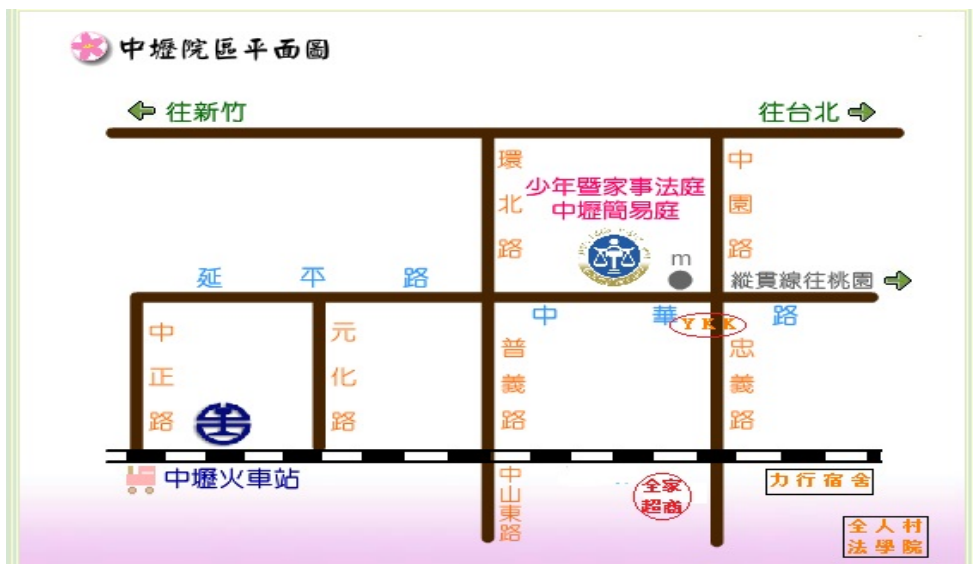 中壢院區平面圖
往新竹
往台北
環北路
少年暨家事法庭
中壢簡易庭
中園路
m
縱貫線往桃園
延平路
中華路
YKK
中正路
元化路
普義路
忠義路
中壢火車站
中山東路
全家
超商
力行宿舍
全人村
法學院